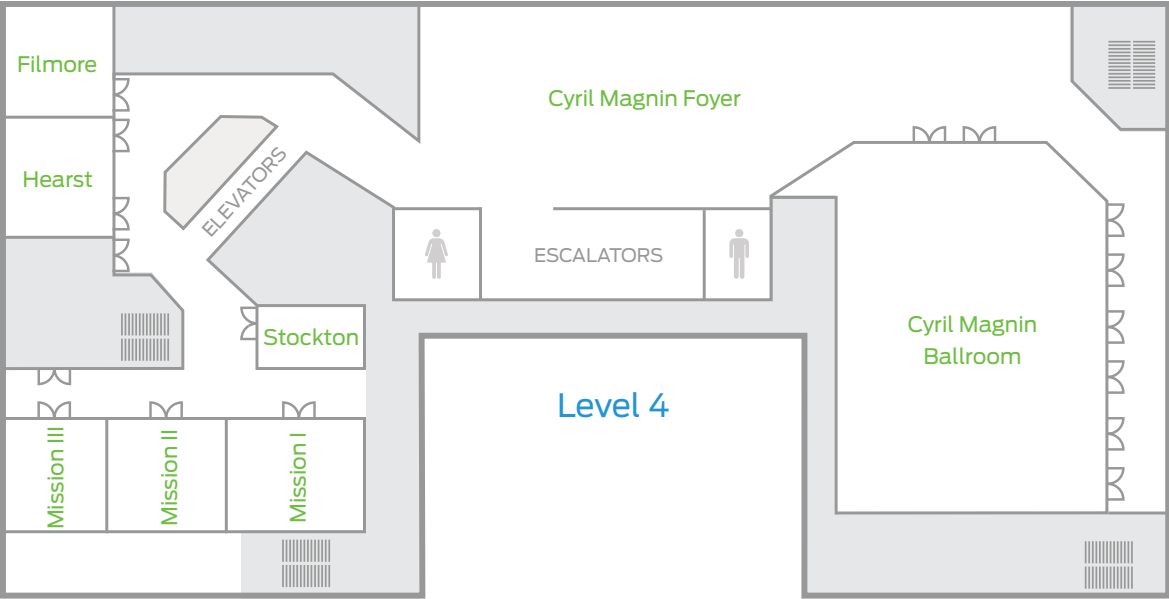 Filmore
Cyril Magnin Foyer
Hearst
ELEVATORS
ESCALATORS
Stockton
Cyril Magnin
Ballroom
Level 4
Mission III
Mission II
Mission I